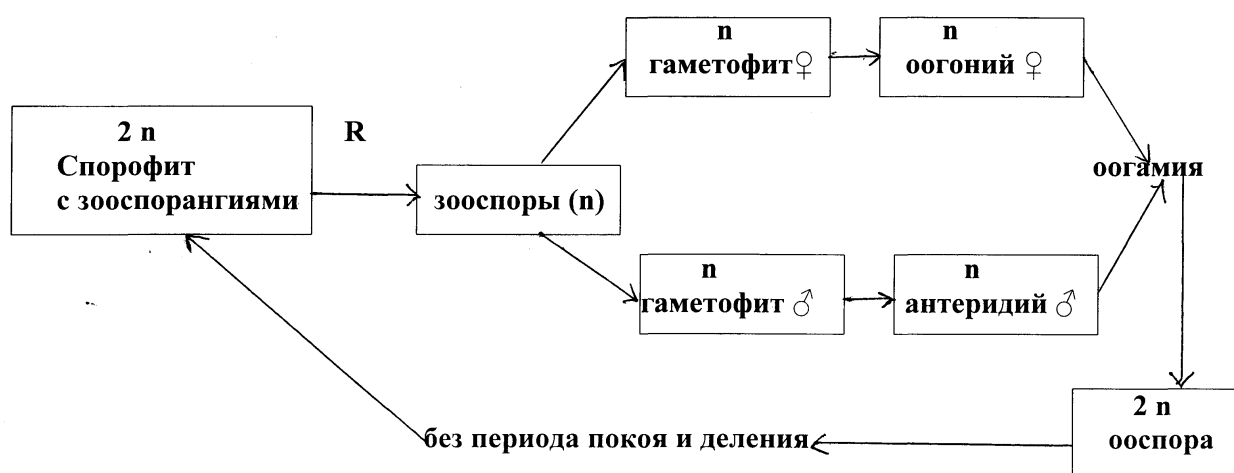 n
гаметофит♀
n
оогоний ♀
2 n
Спорофит
с зооспорангиями
R
зооспоры (n)
оогамия
n
гаметофит ♂
n
антеридий ♂
2 n
ооспора
без периода покоя и деления